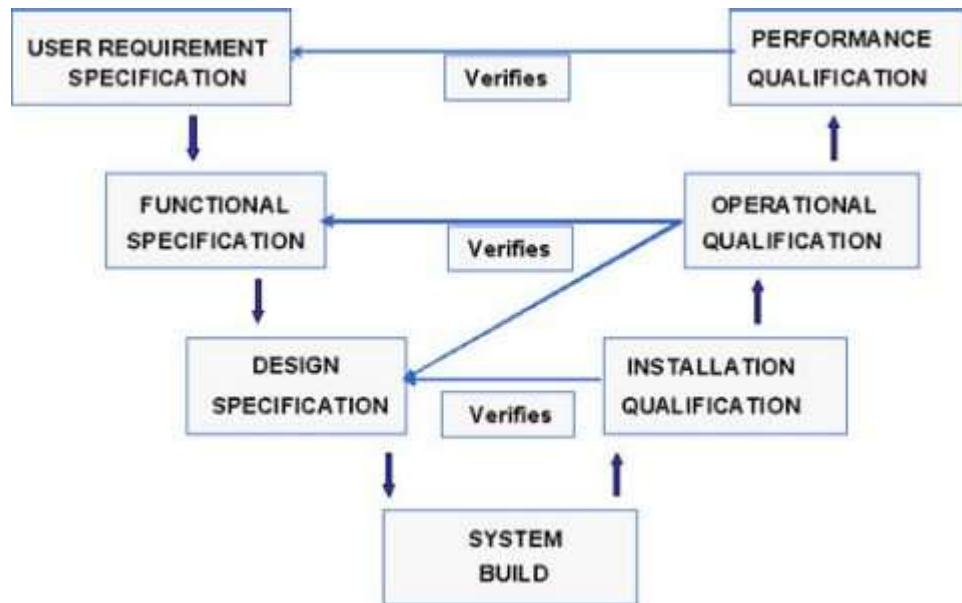 USER REQUIREMENT
SPECIFICATION
Verifies
PERFORMANCE
QUALIFICATION
FUNCTIONAL
SPECIFICATION
Verifies
OPERATIONAL
QUALIFICATION
DESIGN
SPECIFICATION
Verifies
INSTALLATION
QUALIFICATION
SYSTEM
BUILD